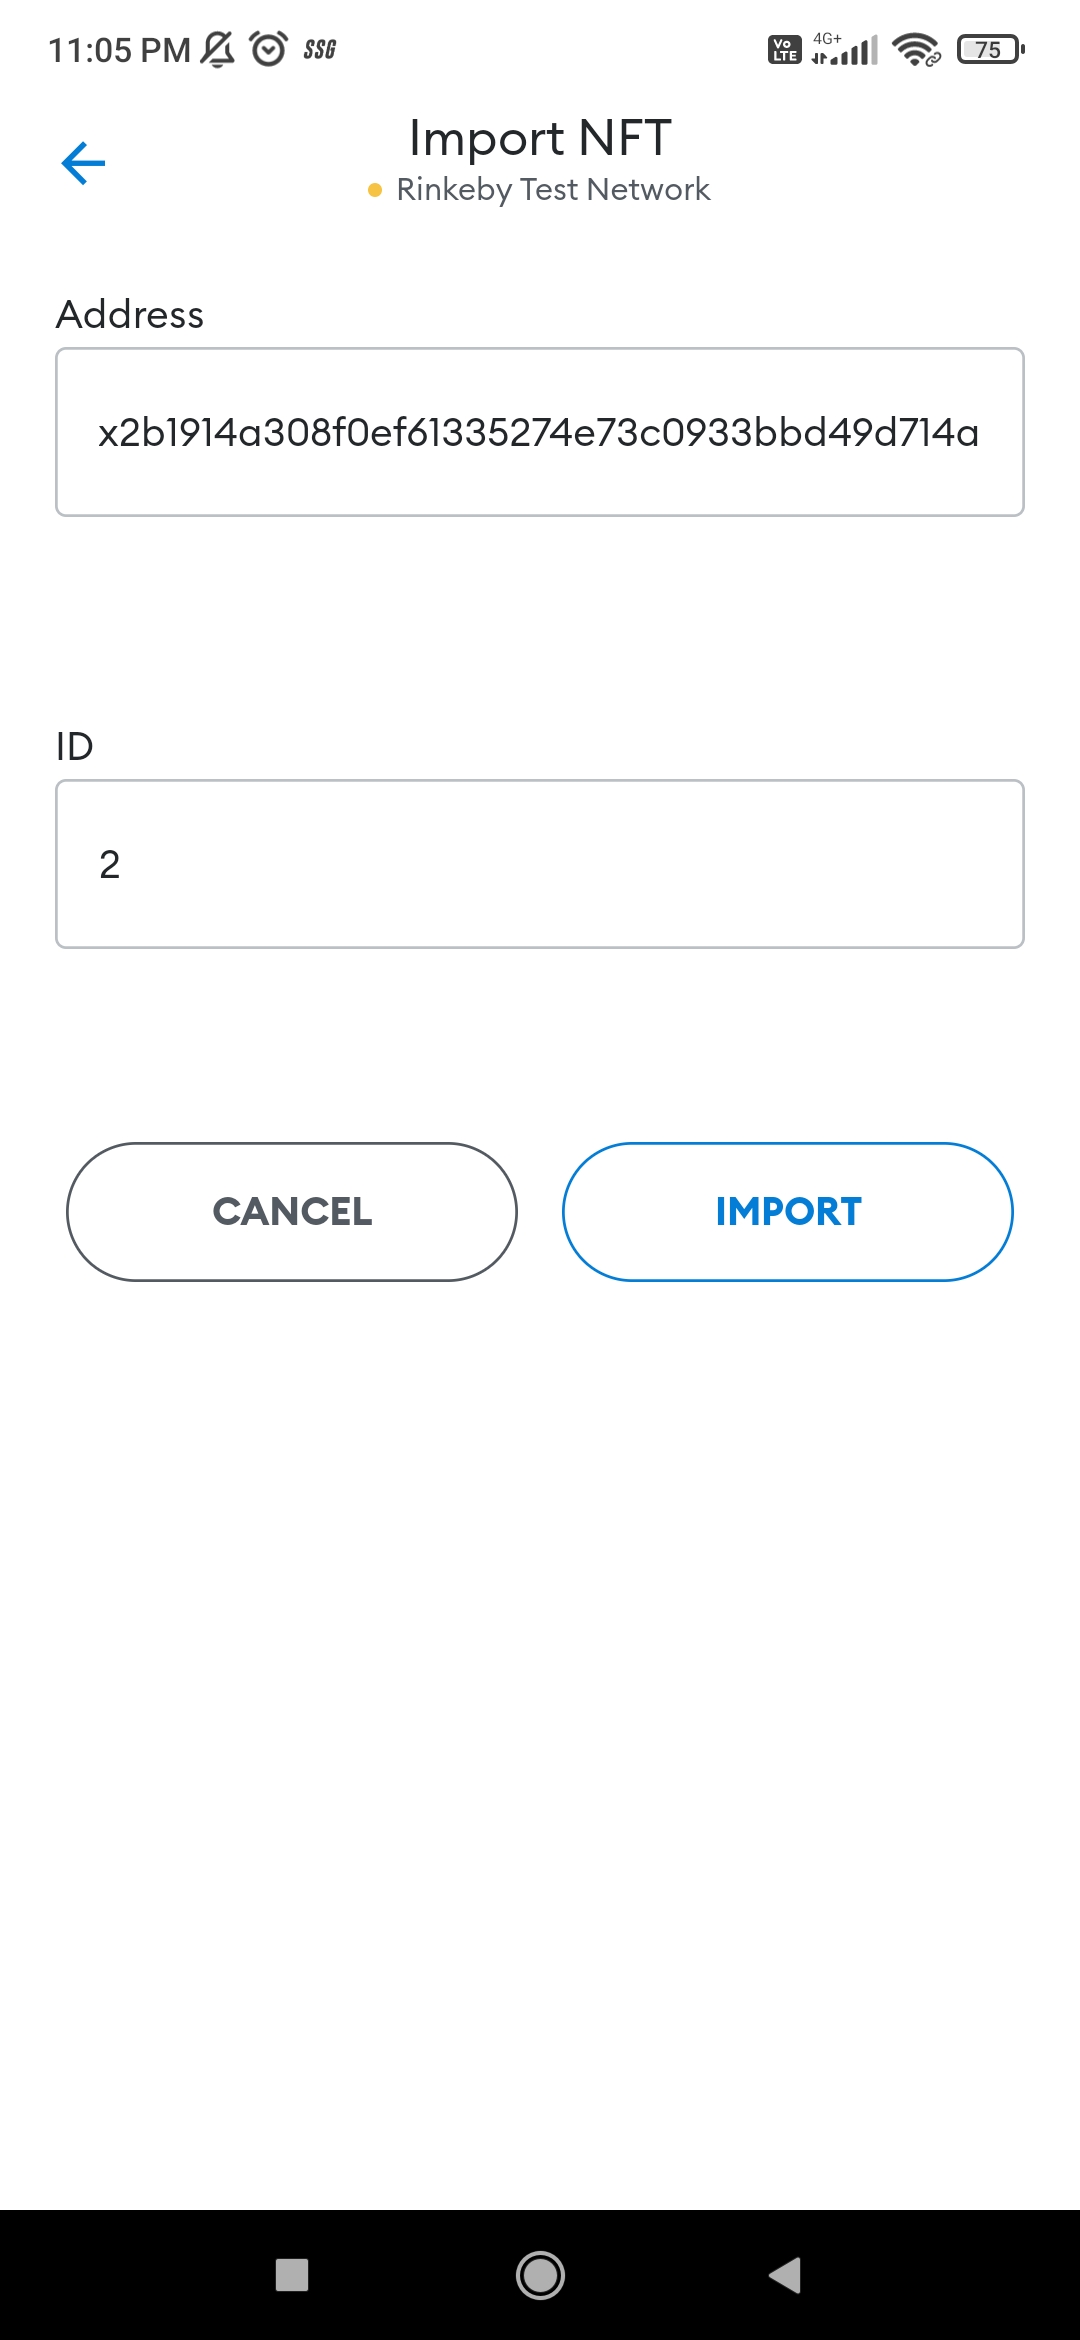 11:05 PM SSG Vo LTE 4G+ 75
Import NFT
Rinkeby Test Network
Address
x2b1914a308f0ef61335274e73c0933bbd49d714a
ID
2
CANCEL IMPORT